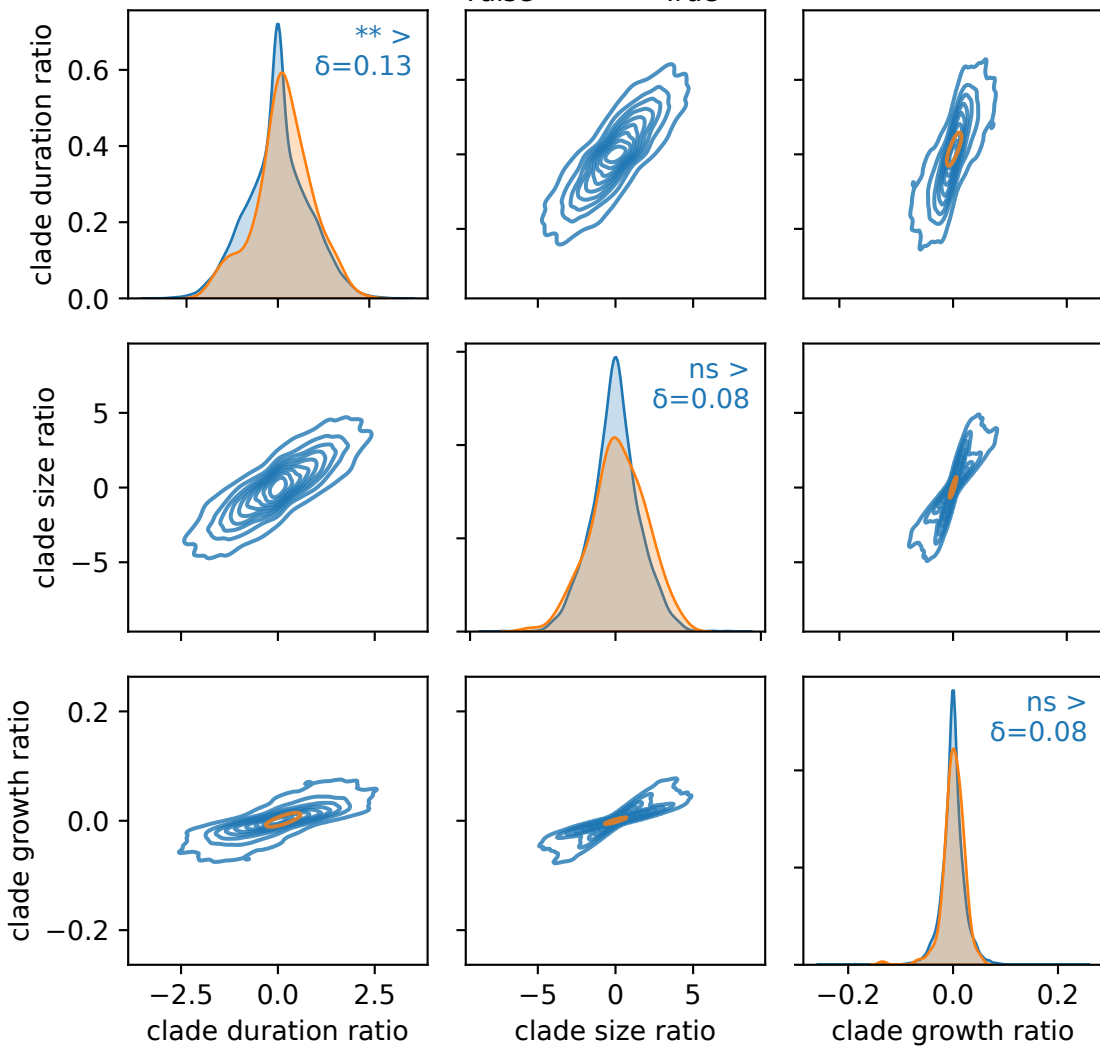 ** >
δ=0.13
clade duration ratio
0.6
0.4
0.2
0.0
ns >
δ=0.08
clade size ratio
5
0
−5
ns >
δ=0.08
clade growth ratio
0.2
0.0
−0.2
−2.5 0.0 2.5
−5 0 5
−0.2 0.0 0.2
clade duration ratio
clade size ratio
clade growth ratio